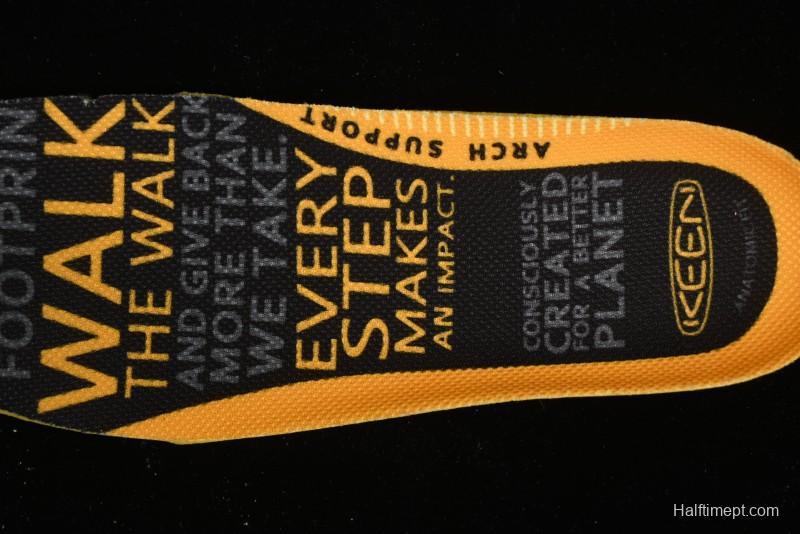 FOOTPRIN
WALK
THE WALK
AND GIVE BACK
MORE THAN
WE TAKE.
EVERY
STEP
MAKES
AN IMPACT.
CONSCIOUSLY
CREATED
FOR A BETTER
PLANET
KEEN
ANATOMIC FIT
ARCH SUPPORT
Halftimept.com